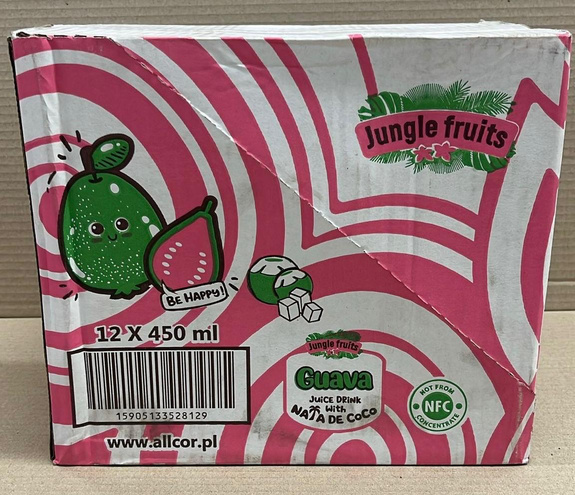 Jungle fruits
BE HAPPY!
12 X 450 ml
15905133528129
www.allcor.pl
Jungle fruits
Guava
JUICE DRINK
With
NATA DE COCO
NOT FROM
NFC
CONCENTRATE